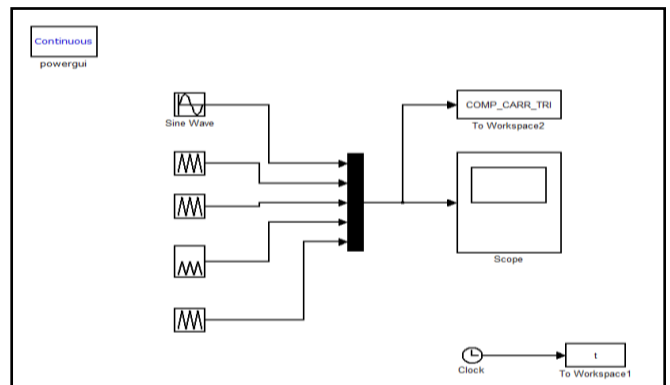 Continuous
powergui
Sine Wave
COMP_CARR_TRI
To Workspace2
Scope
Clock
t
To Workspace1